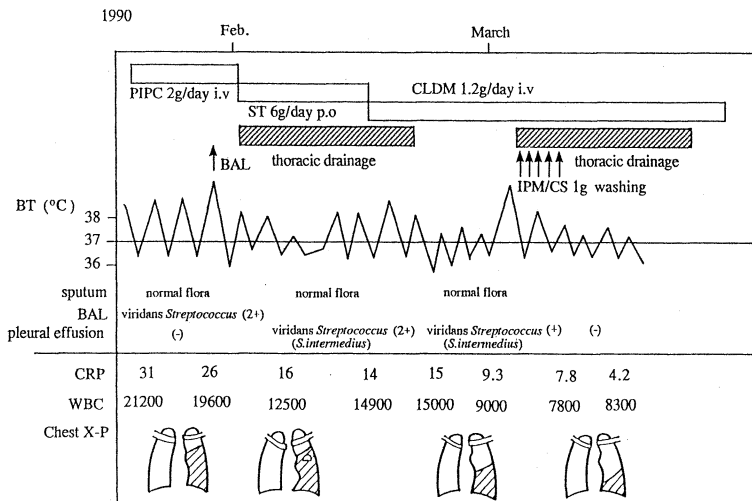 1990
Feb. March
PIPC 2g/day i.v
CLDM 1.2g/day i.v
ST 6g/day p.o
BAL thoracic drainage thoracic drainage
IPM/CS 1g washing
BT (°C)
38
37
36
sputum normal flora normal flora normal flora
BAL viridans Streptococcus (2+)
pleural effusion (-) viridans Streptococcus (2+) viridans Streptococcus (+) (-)
(S.intermedius) (S.intermedius)
CRP 31 26 16 14 15 9.3 7.8 4.2
WBC 21200 19600 12500 14900 15000 9000 7800 8300
Chest X-P